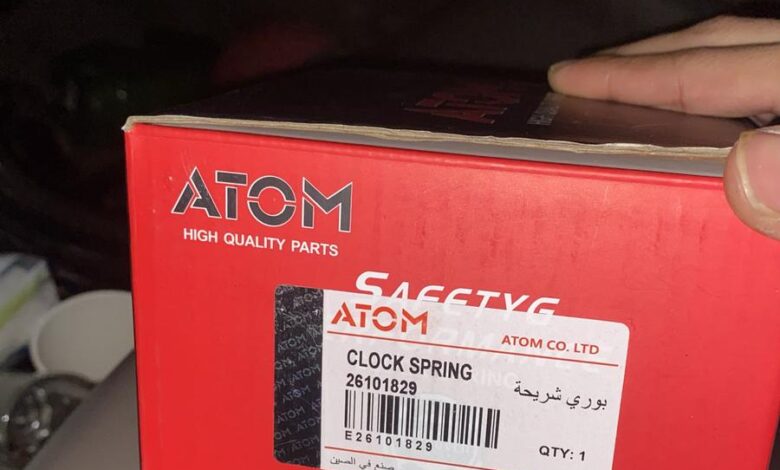 ATOM
HIGH QUALITY PARTS
SAFETY
ATOM
ATOM CO. LTD
CLOCK SPRING
26101829
بوري شريحة
E26101829
QTY: 1
صنع في الصين